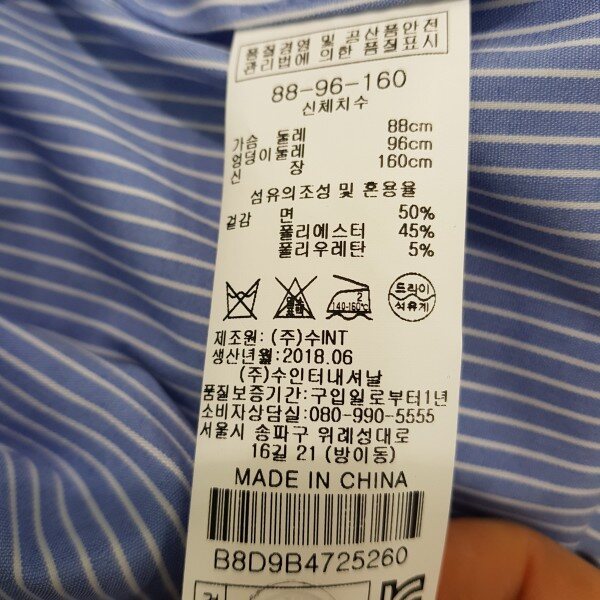 품질경영 및 공산품안전
관리법에 의한 품질표시
88-96-160
신체치수
가슴 둘레 88cm
엉덩이둘레 96cm
신 장 160cm
섬유의조성 및 혼용율
겉감 면 50%
폴리에스터 45%
폴리우레탄 5%
2
140-160℃
드라이
석유계
제조원: (주)수INT
생산년월:2018.06
(주)수인터내셔날
품질보증기간:구입일로부터1년
소비자상담실:080-990-5555
서울시 송파구 위례성대로
16길 21 (방이동)
MADE IN CHINA
B8D9B4725260